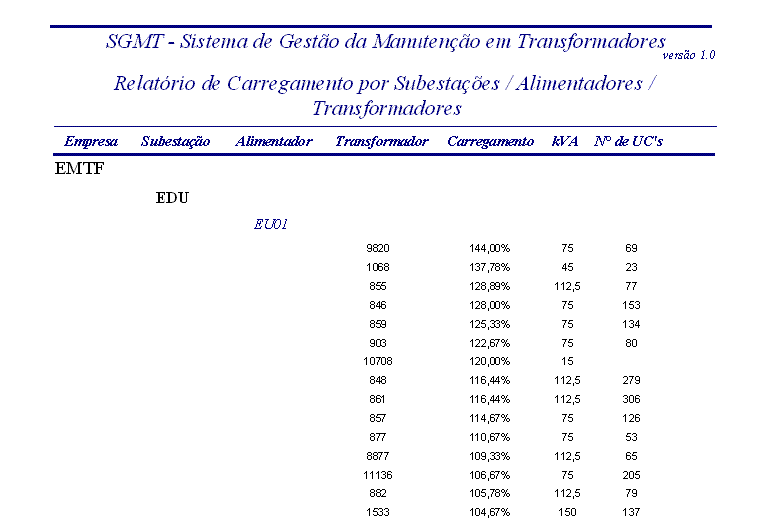 SGMT - Sistema de Gestão da Manutenção em Transformadores
versão 1.0
Relatório de Carregamento por Subestações / Alimentadores /
Transformadores
Empresa Subestação Alimentador Transformador Carregamento kVA Nº de UC's
EMTF
EDU
EU01
9820 144,00% 75 69
1068 137,78% 45 23
855 128,89% 112,5 77
846 128,00% 75 153
859 125,33% 75 134
903 122,67% 75 80
10708 120,00% 15
848 116,44% 112,5 279
861 116,44% 112,5 306
857 114,67% 75 126
877 110,67% 75 53
8877 109,33% 112,5 65
11136 106,67% 75 205
882 105,78% 112,5 79
1533 104,67% 150 137